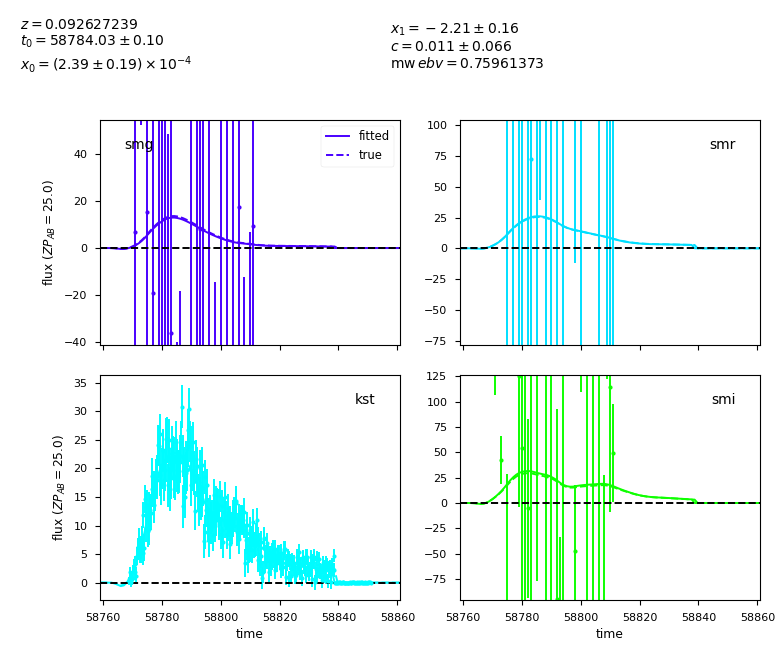 z = 0.092627239
t₀ = 58784.03 ± 0.10
x₀ = (2.39 ± 0.19) × 10⁻⁴
x₁ = −2.21 ± 0.16
c = 0.011 ± 0.066
mwebv = 0.75961373
smg
fitted
true
40
20
0
−20
−40
flux (ZP_AB = 25.0)
smr
100
75
50
25
0
−25
−50
−75
kst
35
30
25
20
15
10
5
0
flux (ZP_AB = 25.0)
58760 58780 58800 58820 58840 58860
time
smi
125
100
75
50
25
0
−25
−50
−75
58760 58780 58800 58820 58840 58860
time